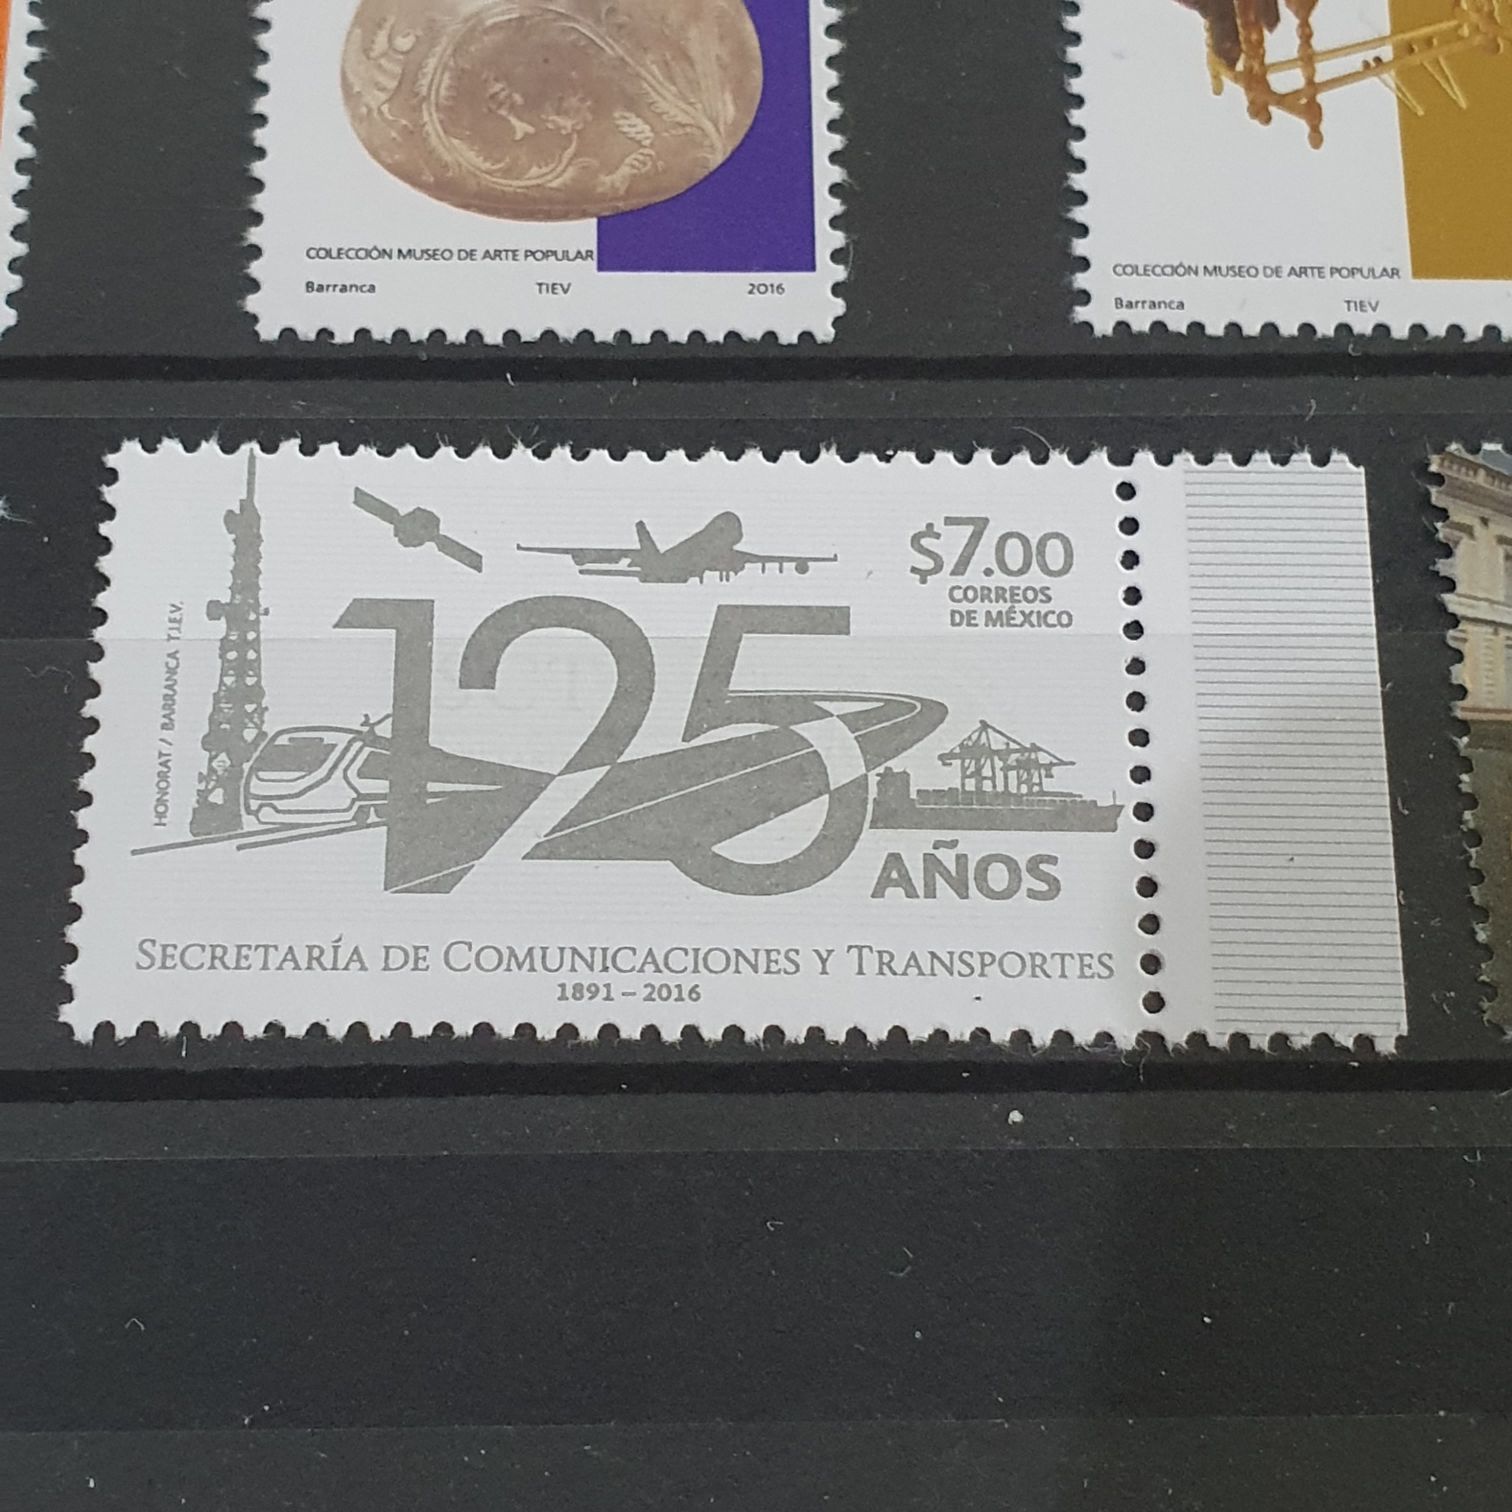 COLECCIÓN MUSEO DE ARTE POPULAR
Barranca TIEV 2016
COLECCIÓN MUSEO DE ARTE POPULAR
Barranca TIEV
$7.00
CORREOS
DE MÉXICO
HONORAT / BARRANCA T.I.E.V.
125
AÑOS
SECRETARÍA DE COMUNICACIONES Y TRANSPORTES
1891 – 2016